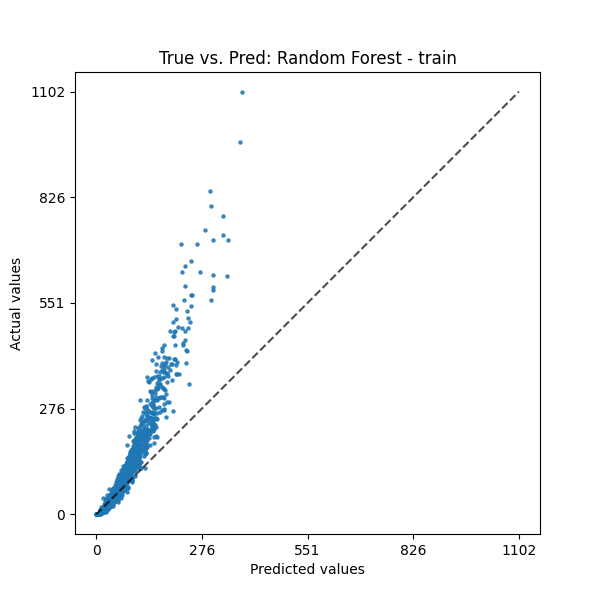 True vs. Pred: Random Forest - train
Actual values
1102
826
551
276
0
0 276 551 826 1102
Predicted values